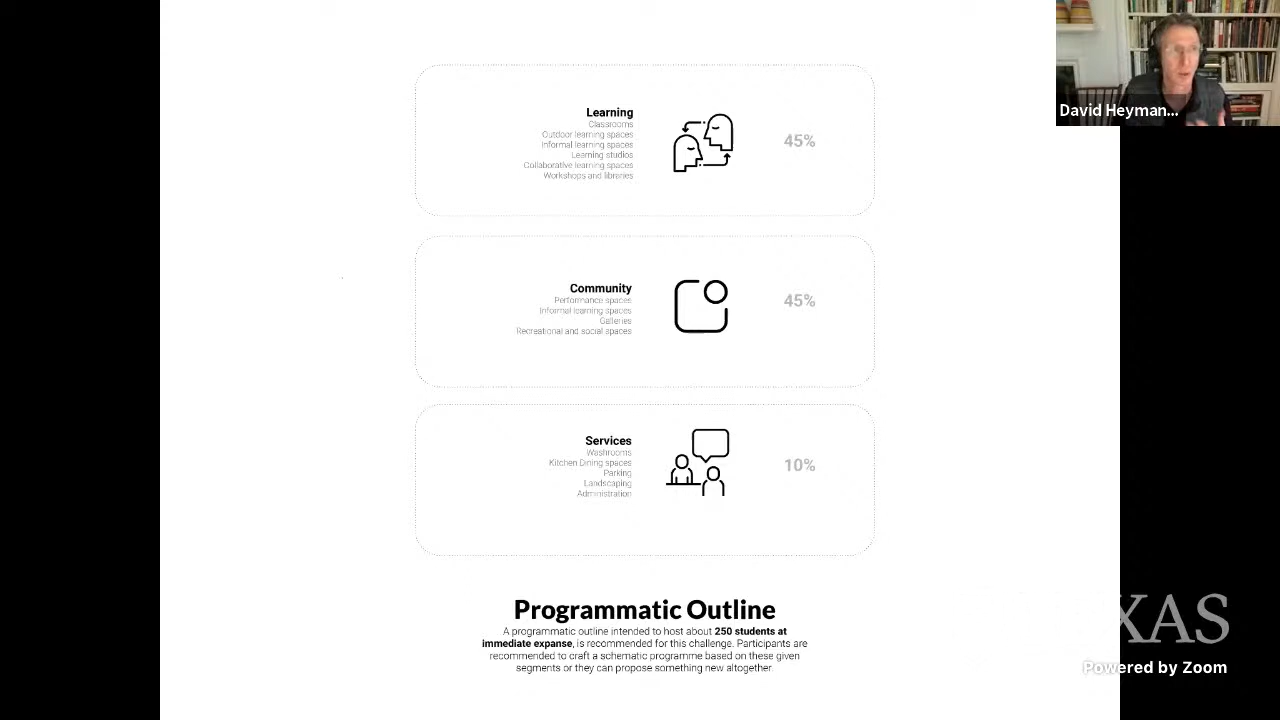 David Heyman...
Learning
Classrooms
Outdoor learning spaces
Informal learning spaces
Learning studios
Collaborative learning spaces
Workshops and libraries
45%
Community
Performance spaces
Informal learning spaces
Galleries
Recreational and social spaces
45%
Services
Washrooms
Kitchen Dining spaces
Parking
Landscaping
Administration
10%
Programmatic Outline
A programmatic outline intended to host about 250 students at
immediate expanse, is recommended for this challenge. Participants are
recommended to craft a schematic programme based on these given
segments or they can propose something new altogether.
XAS
Powered by Zoom